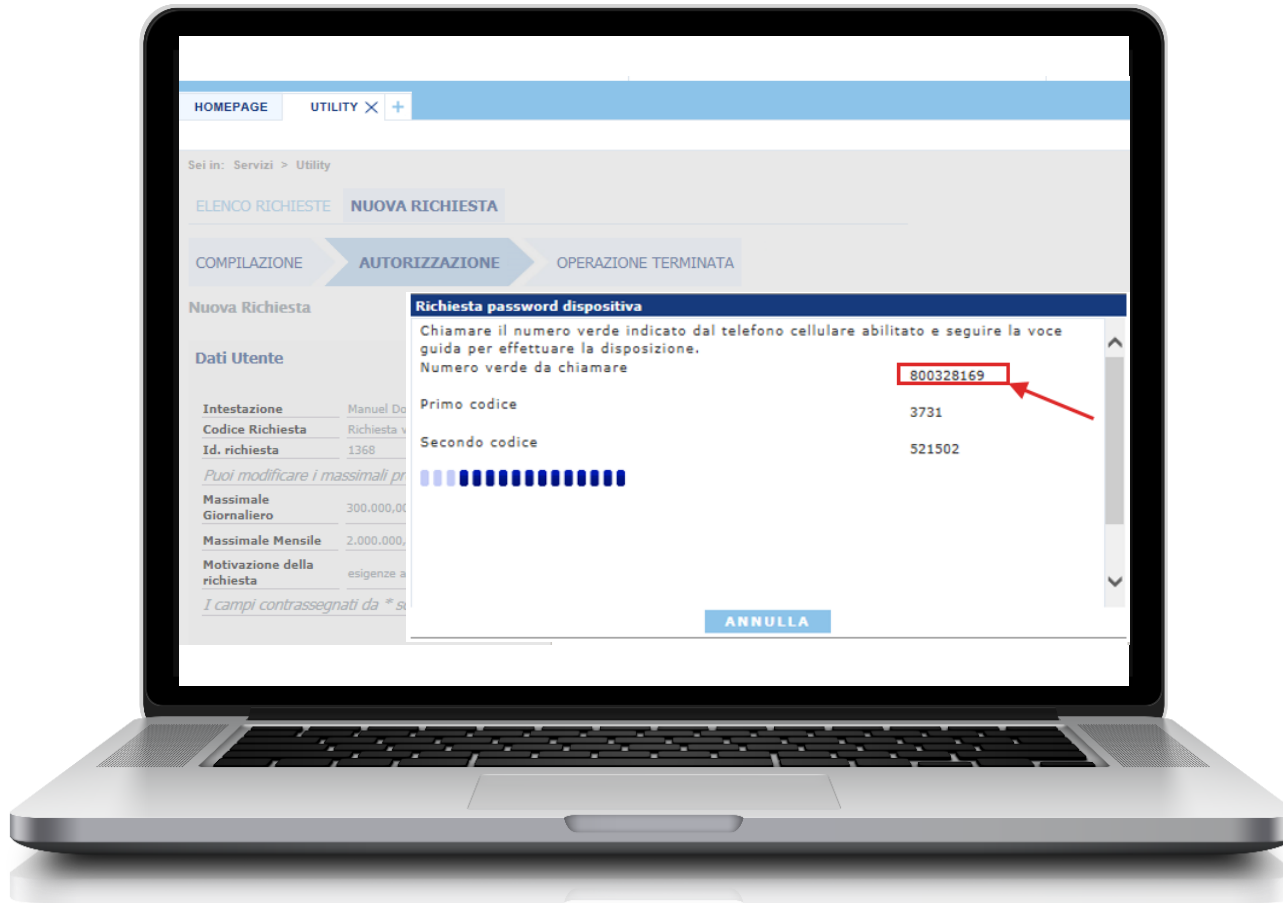 HOMEPAGE UTILITY
Sei in: Servizi > Utility
ELENCO RICHIESTE NUOVA RICHIESTA
COMPILAZIONE AUTORIZZAZIONE OPERAZIONE TERMINATA
Nuova Richiesta
Richiesta password dispositiva
Chiamare il numero verde indicato dal telefono cellulare abilitato e seguire la voce
guida per effettuare la disposizione.
Numero verde da chiamare 800328169
Primo codice 3731
Secondo codice 521502
ANNULLA
Dati Utente
Intestazione Manuel Do
Codice Richiesta Richiesta v
Id. richiesta 1368
Puoi modificare i massimali pr
Massimale
Giornaliero 300.000,00
Massimale Mensile 2.000.000,
Motivazione della
richiesta esigenze a
I campi contrassegnati da * so